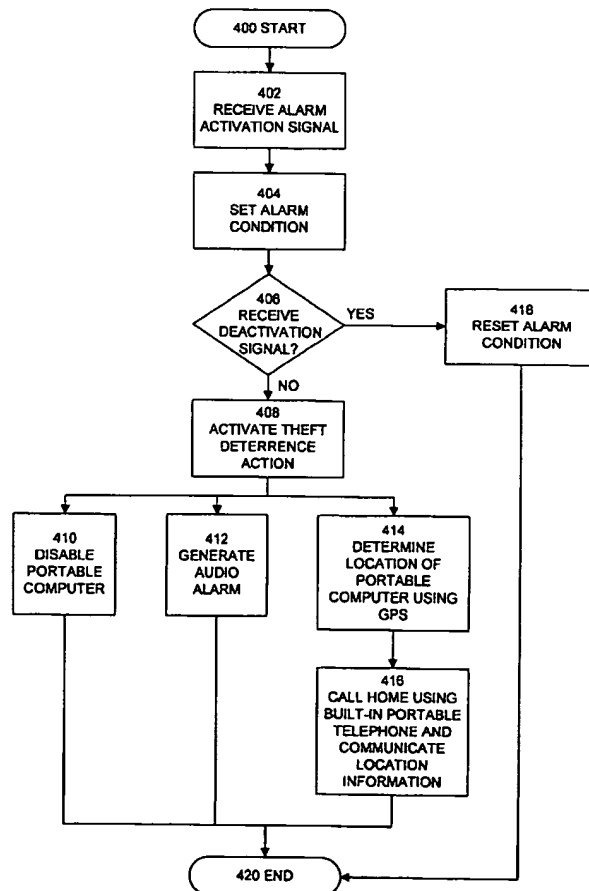 400 START
402
RECEIVE ALARM
ACTIVATION SIGNAL
404
SET ALARM
CONDITION
406
RECEIVE
DEACTIVATION
SIGNAL?
YES
418
RESET ALARM
CONDITION
NO
408
ACTIVATE THEFT
DETERRENCE
ACTION
410
DISABLE
PORTABLE
COMPUTER
412
GENERATE
AUDIO
ALARM
414
DETERMINE
LOCATION OF
PORTABLE
COMPUTER USING
GPS
416
CALL HOME USING
BUILT-IN PORTABLE
TELEPHONE AND
COMMUNICATE
LOCATION
INFORMATION
420 END